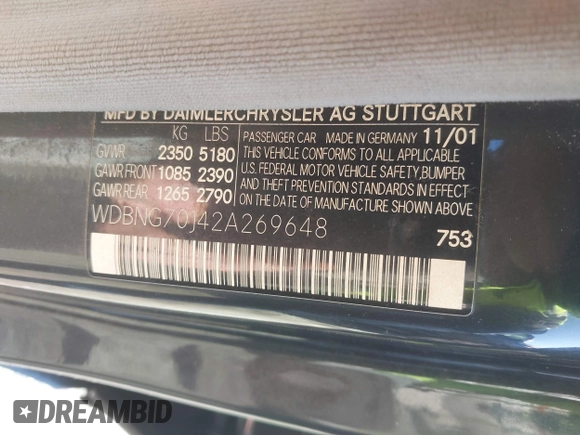 MFD BY DAIMLERCHRYSLER AG STUTTGART
KG LBS
GVWR 2350 5180
GAWR FRONT 1085 2390
GAWR REAR 1265 2790
PASSENGER CAR MADE IN GERMANY 11/01
THIS VEHICLE CONFORMS TO ALL APPLICABLE
U.S. FEDERAL MOTOR VEHICLE SAFETY, BUMPER
AND THEFT PREVENTION STANDARDS IN EFFECT
ON THE DATE OF MANUFACTURE SHOWN ABOVE.
WDBNG70J42A269648
753
DREAMBID